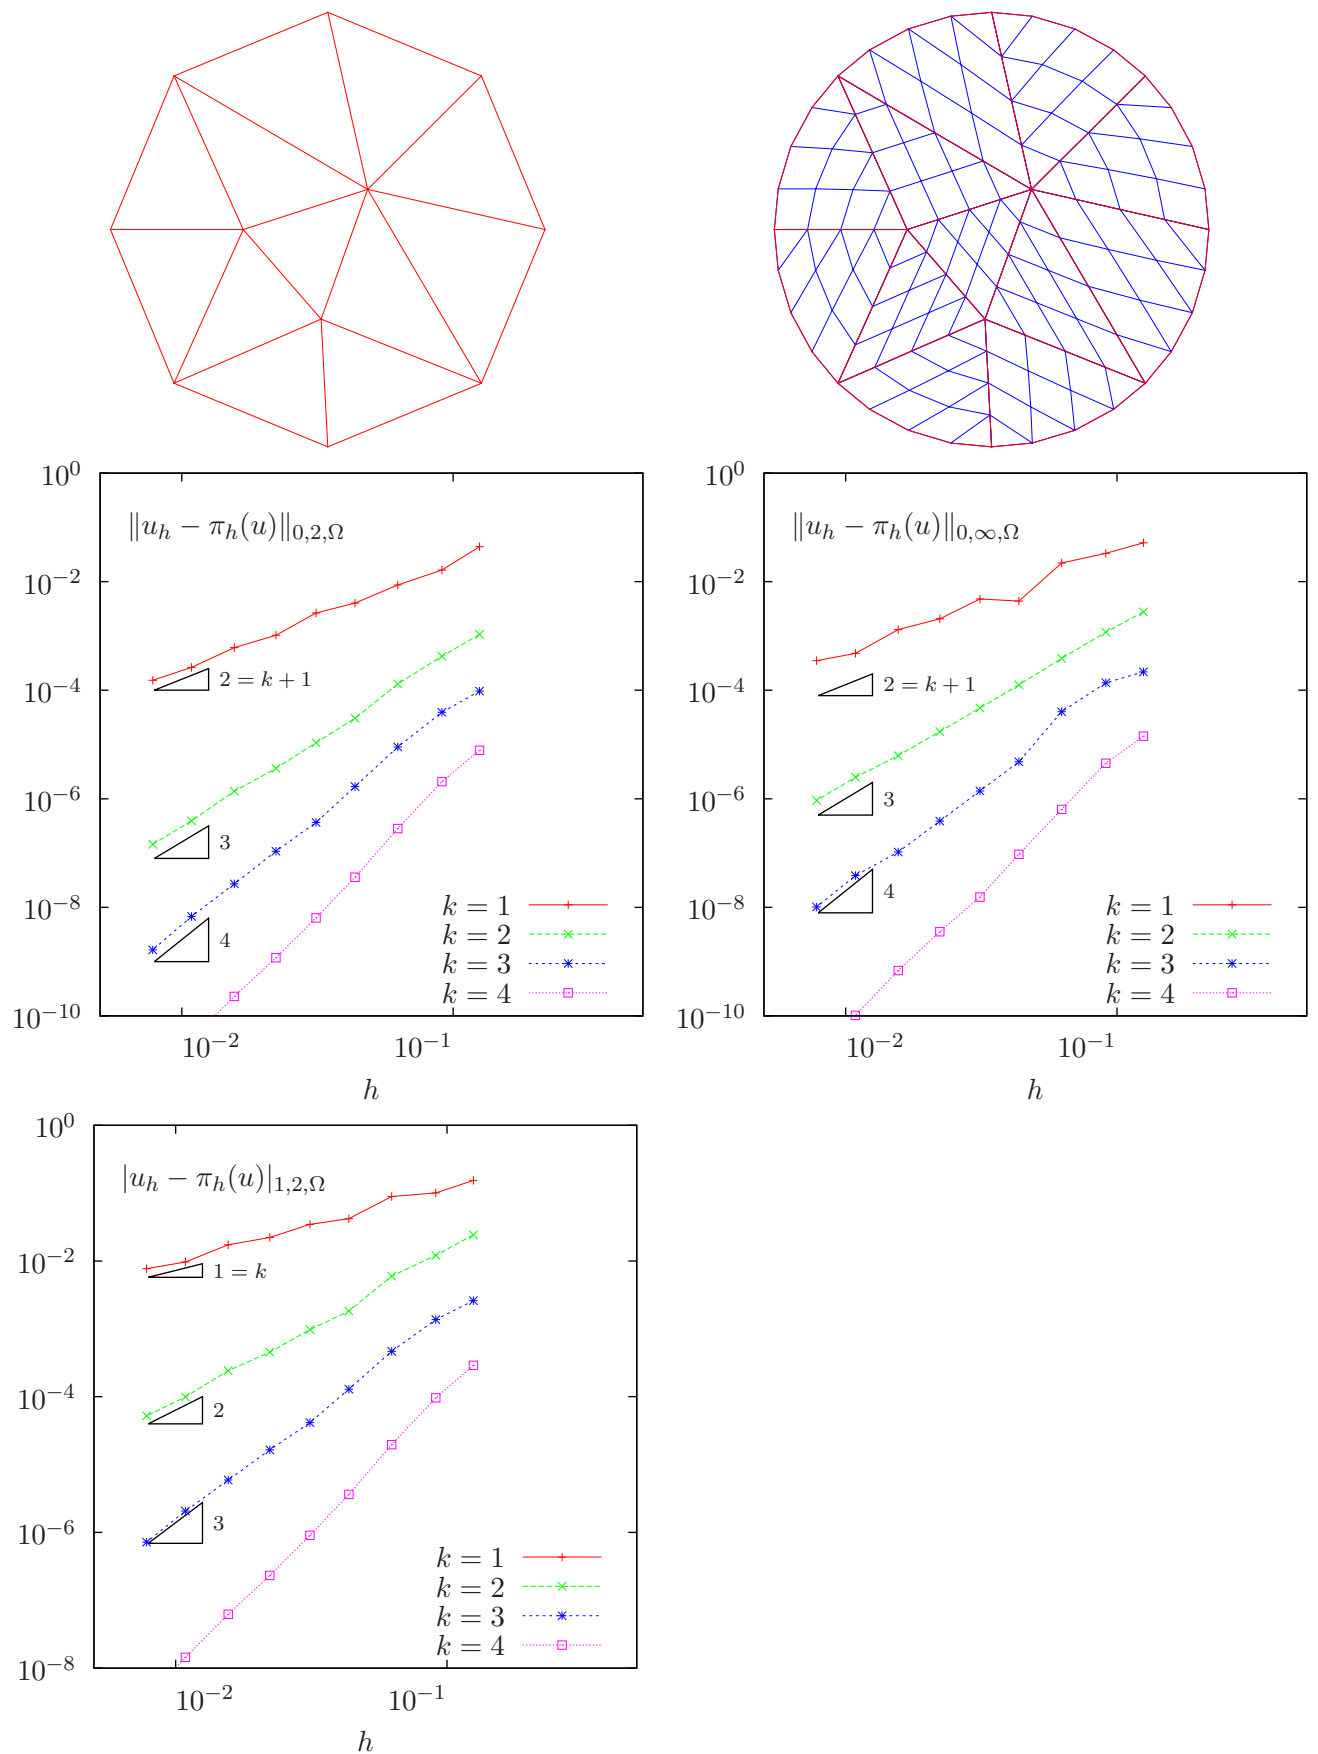 10^0
10^−2
10^−4
10^−6
10^−8
10^−10
‖u_h − π_h(u)‖_{0,2,Ω}
2 = k + 1
3
4
k = 1
k = 2
k = 3
k = 4
10^−2
10^−1
h
10^0
10^−2
10^−4
10^−6
10^−8
10^−10
‖u_h − π_h(u)‖_{0,∞,Ω}
2 = k + 1
3
4
k = 1
k = 2
k = 3
k = 4
10^−2
10^−1
h
10^0
10^−2
10^−4
10^−6
10^−8
|u_h − π_h(u)|_{1,2,Ω}
1 = k
2
3
k = 1
k = 2
k = 3
k = 4
10^−2
10^−1
h